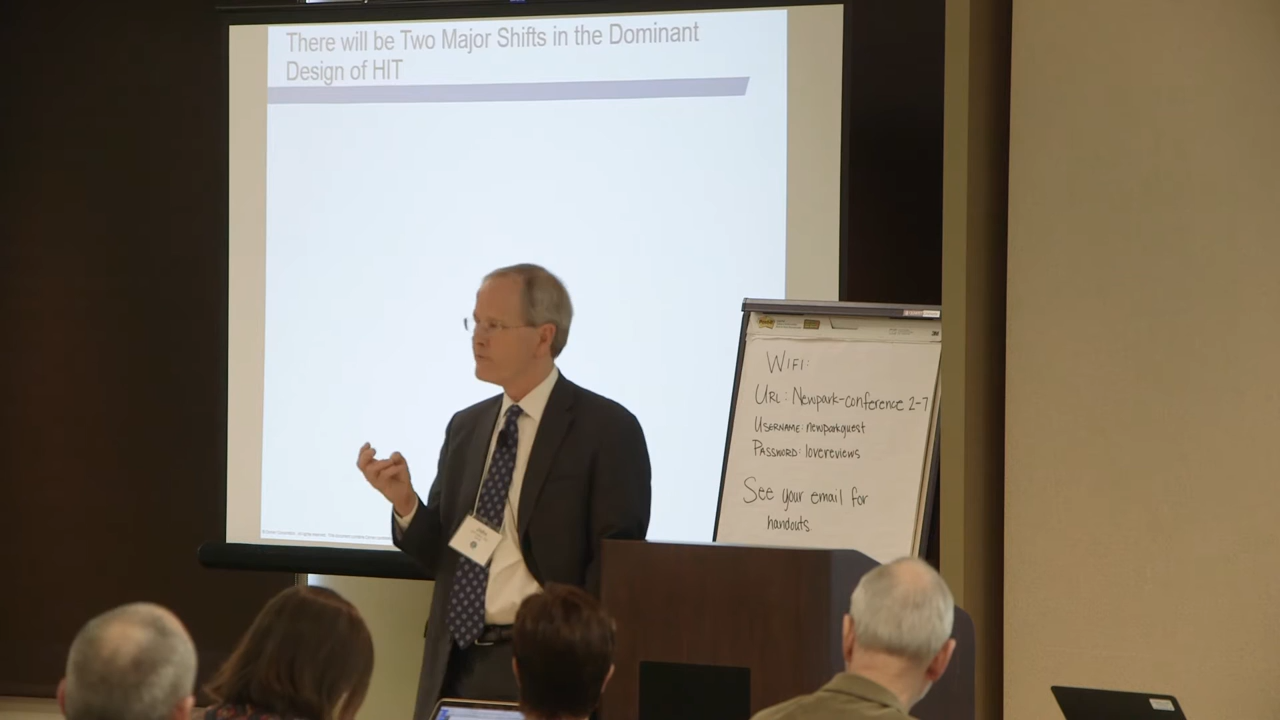 There will be Two Major Shifts in the Dominant
Design of HIT
WIFI:
URL: Newpark-conference 2-7
USERNAME: newparkguest
PASSWORD: lovereviews
See your email for
handouts.